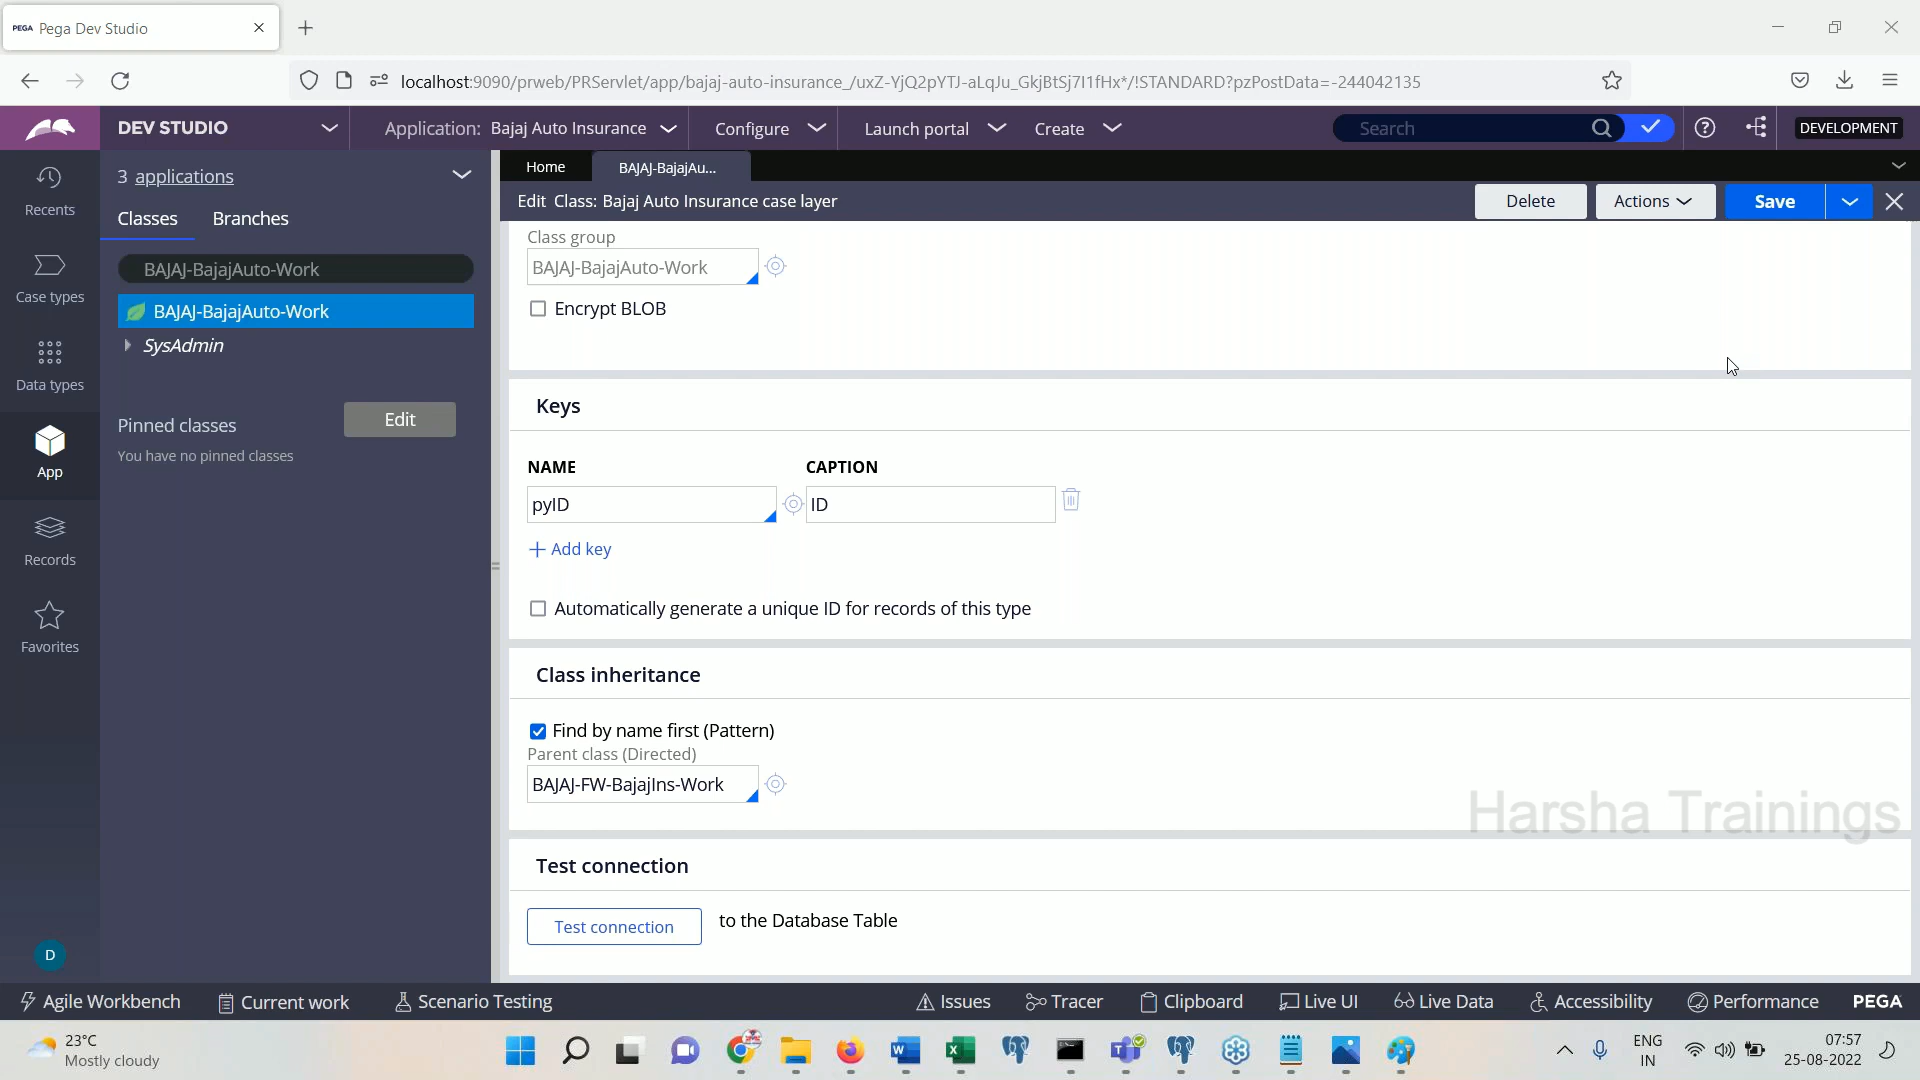 PEGA Pega Dev Studio
localhost:9090/prweb/PRServlet/app/bajaj-auto-insurance_/uxZ-YjQ2pYTJ-aLqJu_GkjBtSj7I1fHx*/!STANDARD?pzPostData=-244042135
DEV STUDIO
Application: Bajaj Auto Insurance
Configure
Launch portal
Create
Search
DEVELOPMENT
Recents
Case types
Data types
App
Records
Favorites
D
3 applications
Classes Branches
BAJAJ-BajajAuto-Work
BAJAJ-BajajAuto-Work
SysAdmin
Pinned classes
Edit
You have no pinned classes
Home
BAJAJ-BajajAu...
Edit Class: Bajaj Auto Insurance case layer
Delete
Actions
Save
Class group
BAJAJ-BajajAuto-Work
Encrypt BLOB
Keys
NAME CAPTION
pyID ID
Add key
Automatically generate a unique ID for records of this type
Class inheritance
Find by name first (Pattern)
Parent class (Directed)
BAJAJ-FW-BajajIns-Work
Harsha Trainings
Test connection
Test connection to the Database Table
Agile Workbench Current work Scenario Testing Issues Tracer Clipboard Live UI Live Data Accessibility Performance PEGA
23°C
Mostly cloudy
ENG
IN
07:57
25-08-2022